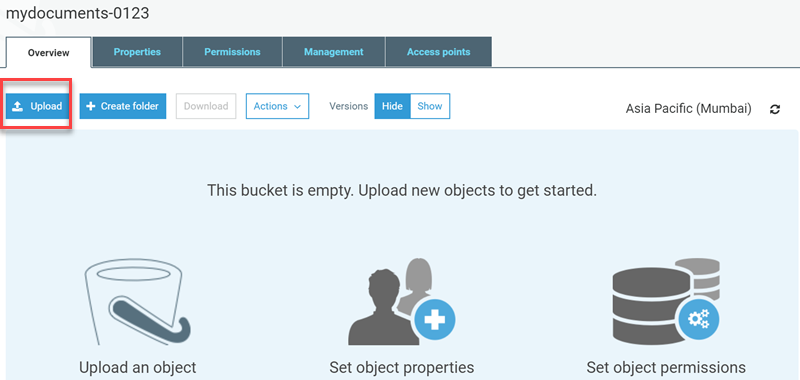 mydocuments-0123
Overview Properties Permissions Management Access points
Upload Create folder Download Actions Versions Hide Show Asia Pacific (Mumbai)
This bucket is empty. Upload new objects to get started.
Upload an object Set object properties Set object permissions